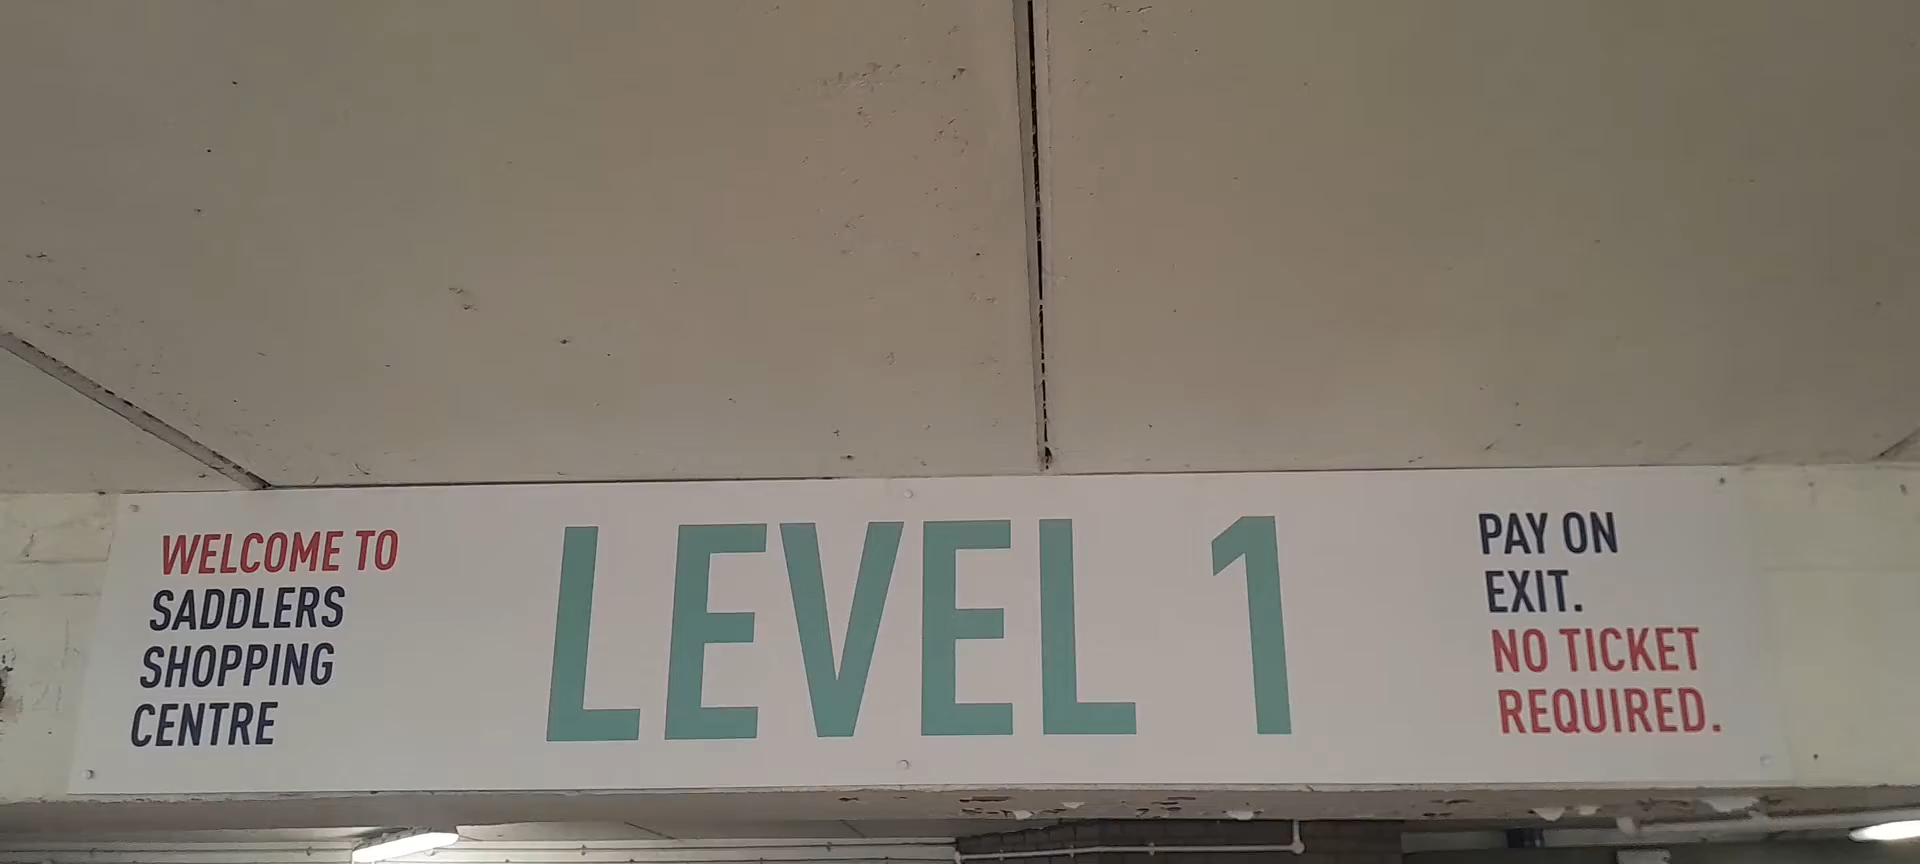 WELCOME TO
SADDLERS
SHOPPING
CENTRE
LEVEL 1
PAY ON
EXIT.
NO TICKET
REQUIRED.